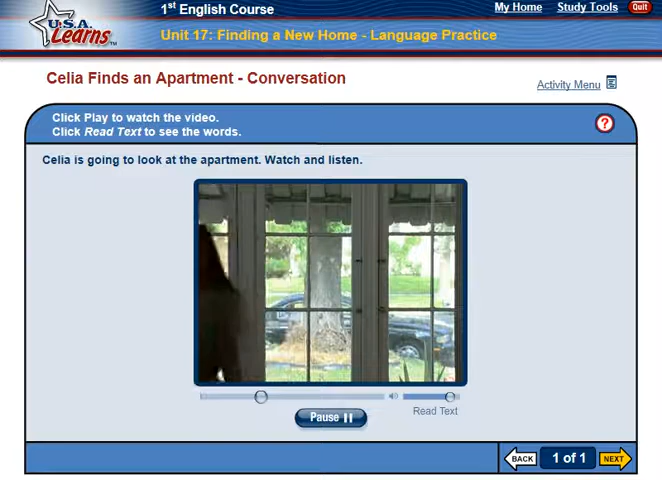 U.S.A.
Learns™
1st English Course
My Home
Study Tools
Quit
Unit 17: Finding a New Home - Language Practice
Celia Finds an Apartment - Conversation
Activity Menu
Click Play to watch the video.
Click Read Text to see the words.
?
Celia is going to look at the apartment. Watch and listen.
Pause
Read Text
BACK
1 of 1
NEXT